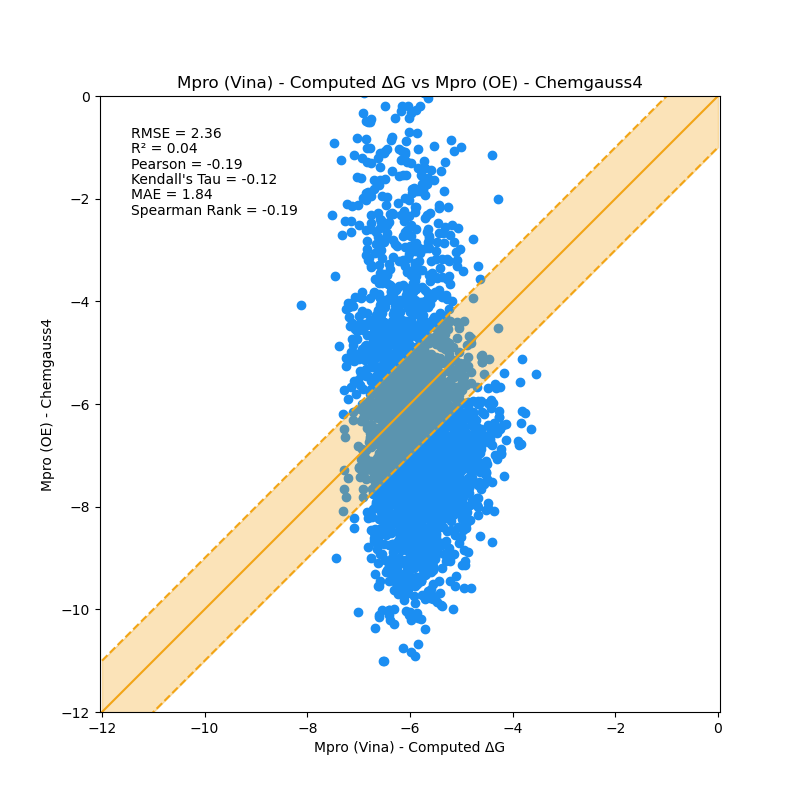 Mpro (Vina) - Computed ΔG vs Mpro (OE) - Chemgauss4
RMSE = 2.36
R² = 0.04
Pearson = -0.19
Kendall's Tau = -0.12
MAE = 1.84
Spearman Rank = -0.19
0
−2
−4
−6
−8
−10
−12
Mpro (OE) - Chemgauss4
−12 −10 −8 −6 −4 −2 0
Mpro (Vina) - Computed ΔG